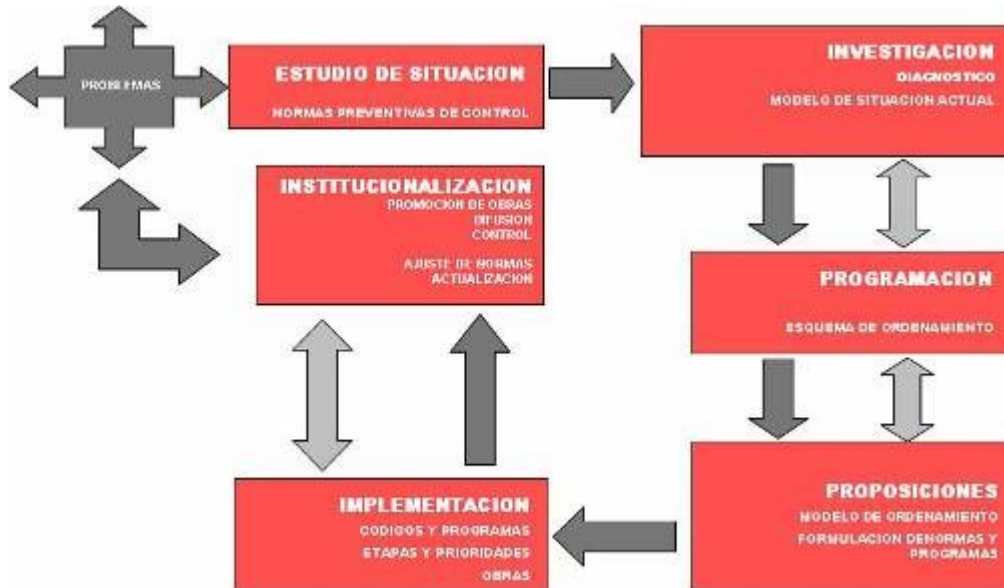 PROBLEMAS
ESTUDIO DE SITUACION
NORMAS PREVENTIVAS DE CONTROL
INVESTIGACION
DIAGNOSTICO
MODELO DE SITUACION ACTUAL
INSTITUCIONALIZACION
PROMOCION DE OBRAS
DIFUSION
CONTROL
AJUSTE DE NORMAS
ACTUALIZACION
PROGRAMACION
ESQUEMA DE ORDENAMIENTO
PROPOSICIONES
MODELO DE ORDENAMIENTO
FORMULACION DENORMAS Y
PROGRAMAS
IMPLEMENTACION
CODIGOS Y PROGRAMAS
ETAPAS Y PRIORIDADES
OBRAS